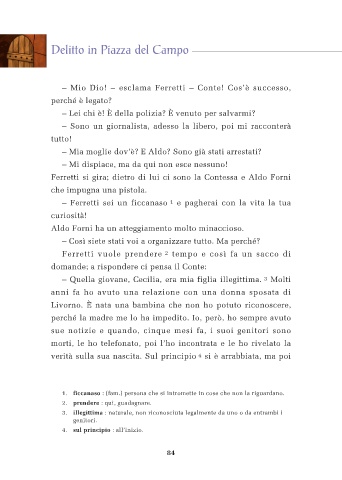 Delitto in Piazza del Campo
– Mio Dio! – esclama Ferretti – Conte! Cos'è successo,
perché è legato?
– Lei chi è! È della polizia? È venuto per salvarmi?
– Sono un giornalista, adesso la libero, poi mi racconterà
tutto!
– Mia moglie dov'è? E Aldo? Sono già stati arrestati?
– Mi dispiace, ma da qui non esce nessuno!
Ferretti si gira; dietro di lui ci sono la Contessa e Aldo Forni
che impugna una pistola.
– Ferretti sei un ficcanaso 1 e pagherai con la vita la tua
curiosità!
Aldo Forni ha un atteggiamento molto minaccioso.
– Così siete stati voi a organizzare tutto. Ma perché?
Ferretti vuole prendere 2 tempo e così fa un sacco di
domande; a rispondere ci pensa il Conte:
– Quella giovane, Cecilia, era mia figlia illegittima. 3 Molti
anni fa ho avuto una relazione con una donna sposata di
Livorno. È nata una bambina che non ho potuto riconoscere,
perché la madre me lo ha impedito. Io, però, ho sempre avuto
sue notizie e quando, cinque mesi fa, i suoi genitori sono
morti, le ho telefonato, poi l'ho incontrata e le ho rivelato la
verità sulla sua nascita. Sul principio 4 si è arrabbiata, ma poi
1. ficcanaso : (fam.) persona che si intromette in cose che non la riguardano.
2. prendere : qui, guadagnare.
3. illegittima : naturale, non riconosciuta legalmente da uno o da entrambi i
genitori.
4. sul principio : all'inizio.
84